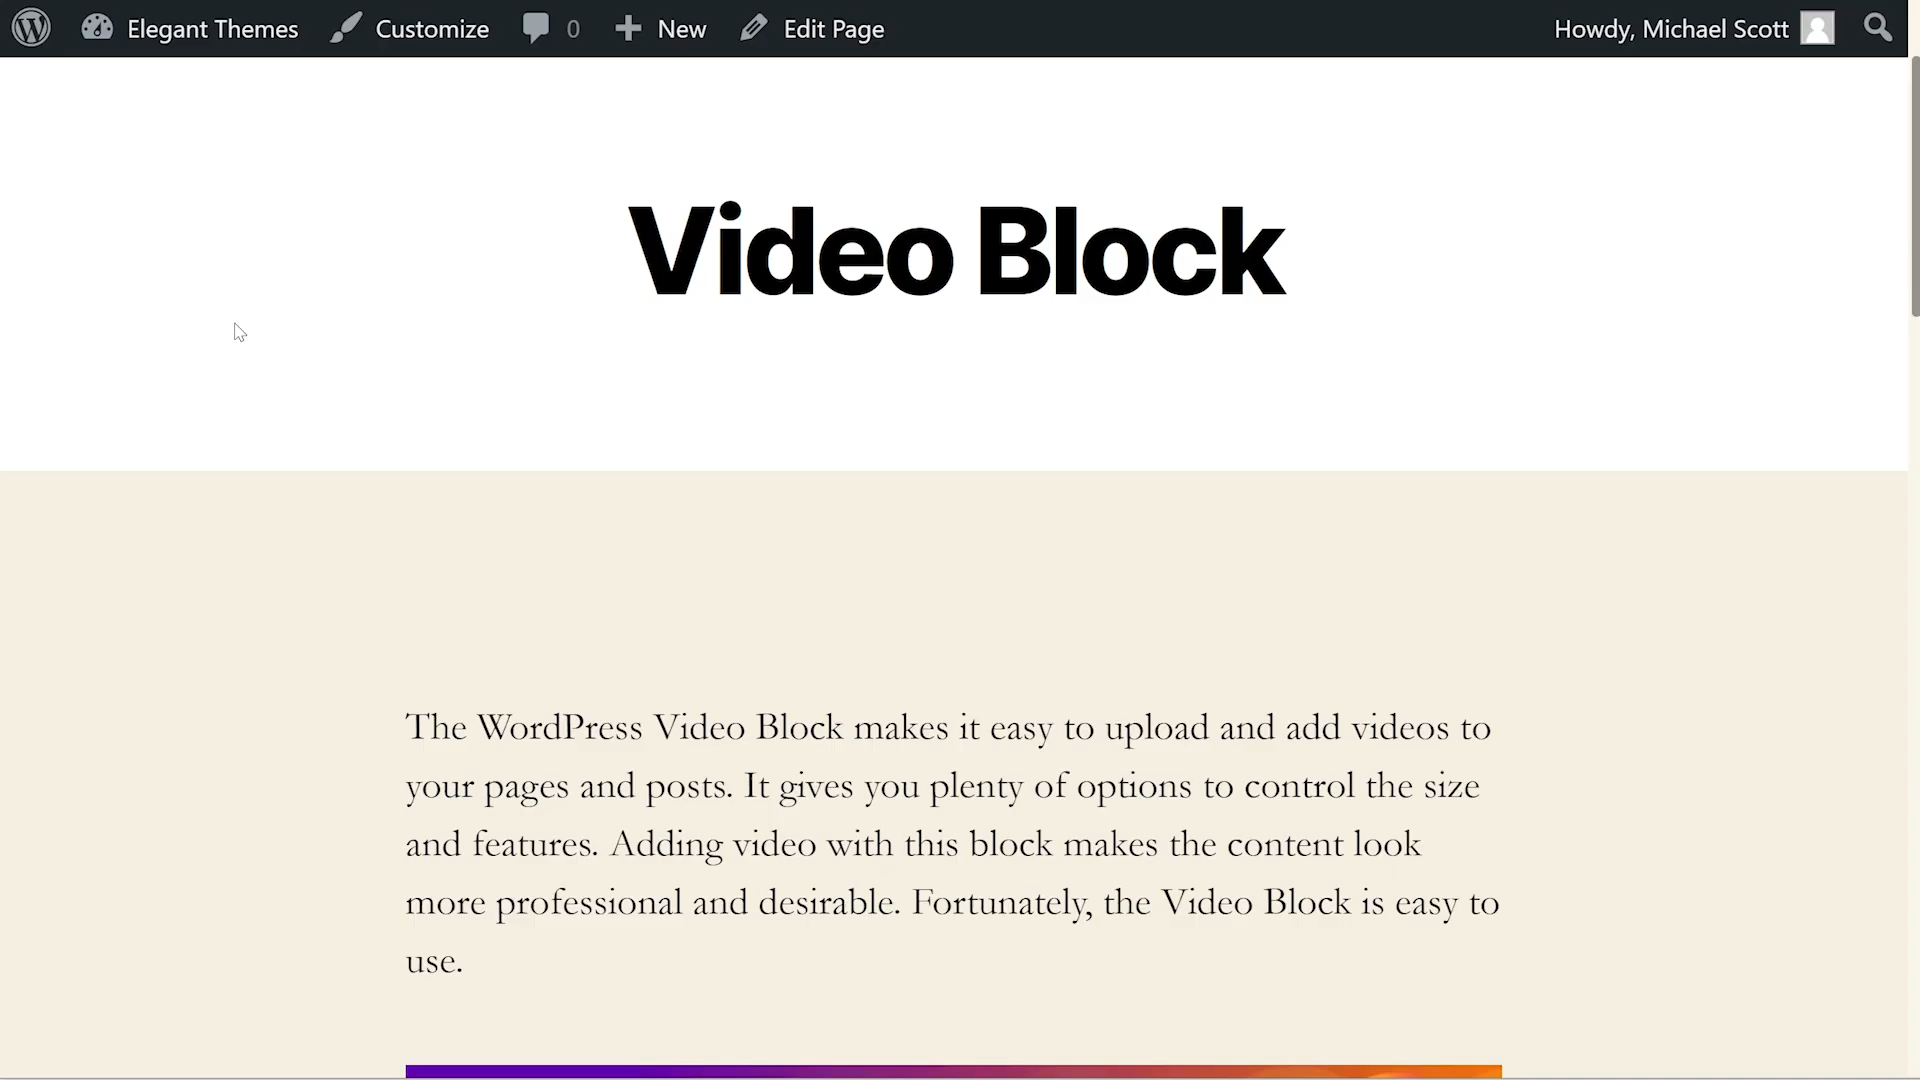 Elegant Themes Customize 0 New Edit Page Howdy, Michael Scott
Video Block
The WordPress Video Block makes it easy to upload and add videos to
your pages and posts. It gives you plenty of options to control the size
and features. Adding video with this block makes the content look
more professional and desirable. Fortunately, the Video Block is easy to
use.